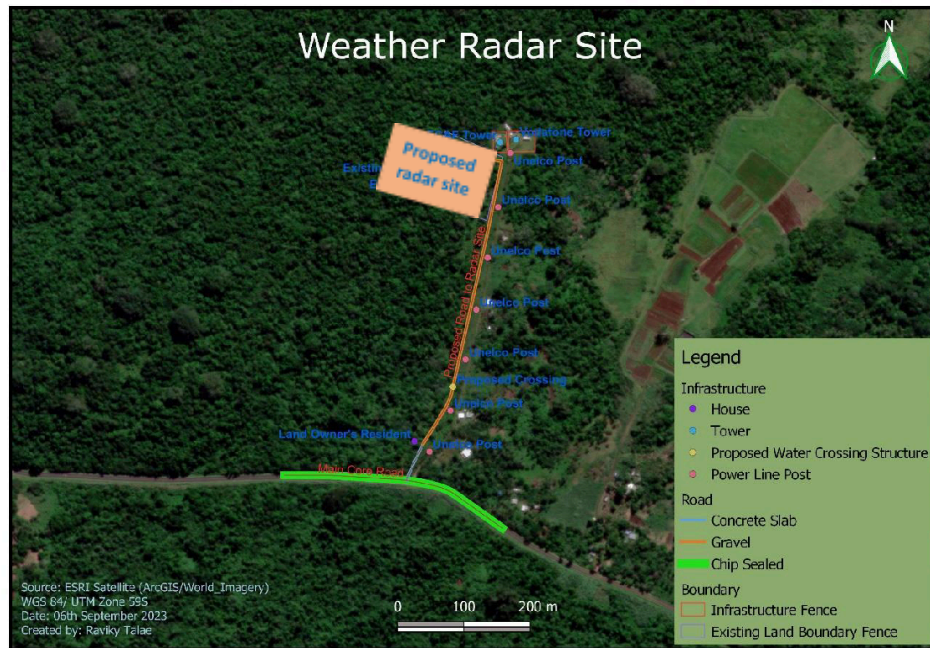 Weather Radar Site
N
Tower
Vodafone Tower
Proposed
radar site
Unelco Post
Unelco Post
Unelco Post
Unelco Post
Unelco Post
Proposed Road to Radar Site
Proposed Crossing
Unelco Post
Land Owner's Resident
Unelco Post
Main Core Road
Legend
Infrastructure
House
Tower
Proposed Water Crossing Structure
Power Line Post
Road
Concrete Slab
Gravel
Chip Sealed
Boundary
Infrastructure Fence
Existing Land Boundary Fence
Source: ESRI Satellite (ArcGIS/World_Imagery)
WGS 84/ UTM Zone 59S
Date: 06th September 2023
Created by: Raviky Talae
0 100 200 m